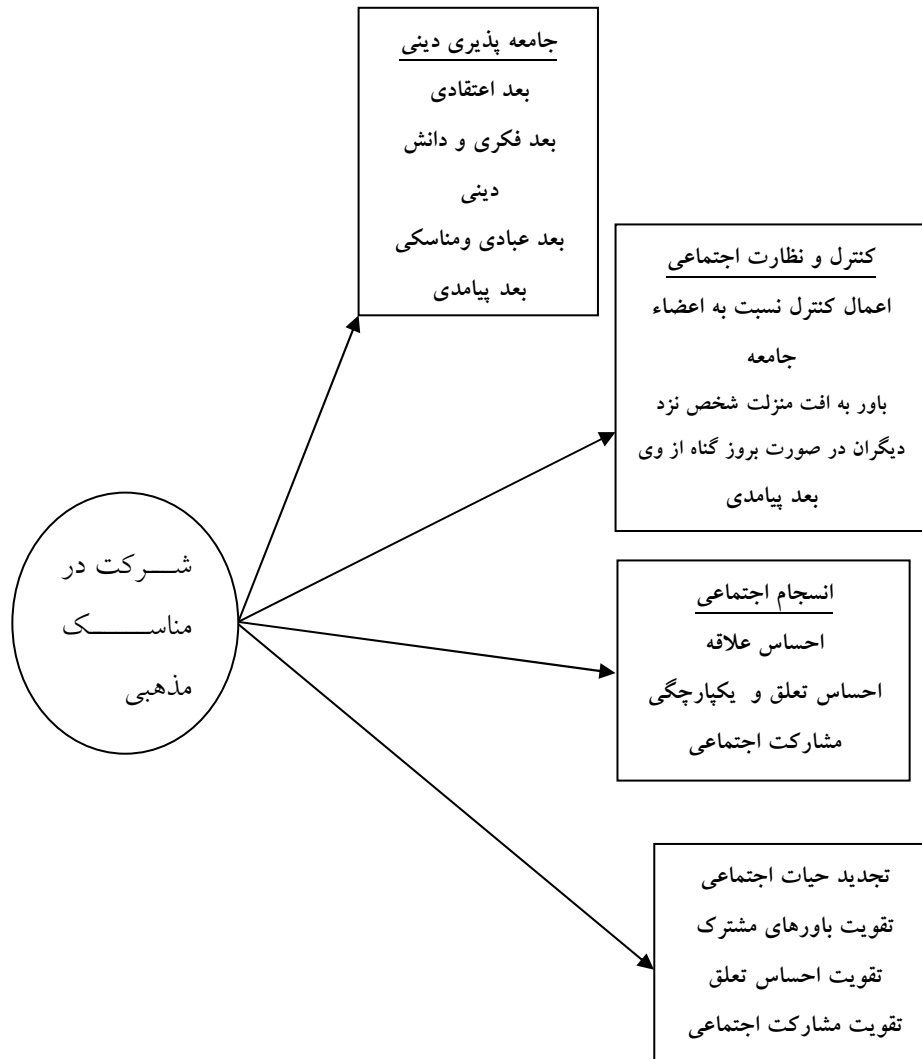 جامعه پذیری دینی
بعد اعتقادی
بعد فکری و دانش
دینی
بعد عبادی ومناسکی
بعد پیامدی
کنترل و نظارت اجتماعی
اعمال کنترل نسبت به اعضاء
جامعه
باور به افت منزلت شخص نزد
دیگران در صورت بروز گناه از وی
بعد پیامدی
شــرکت در
مناســک
مذهبی
انسجام اجتماعی
احساس علاقه
احساس تعلق و یکپارچگی
مشارکت اجتماعی
تجدید حیات اجتماعی
تقویت باورهای مشترک
تقویت احساس تعلق
تقویت مشارکت اجتماعی